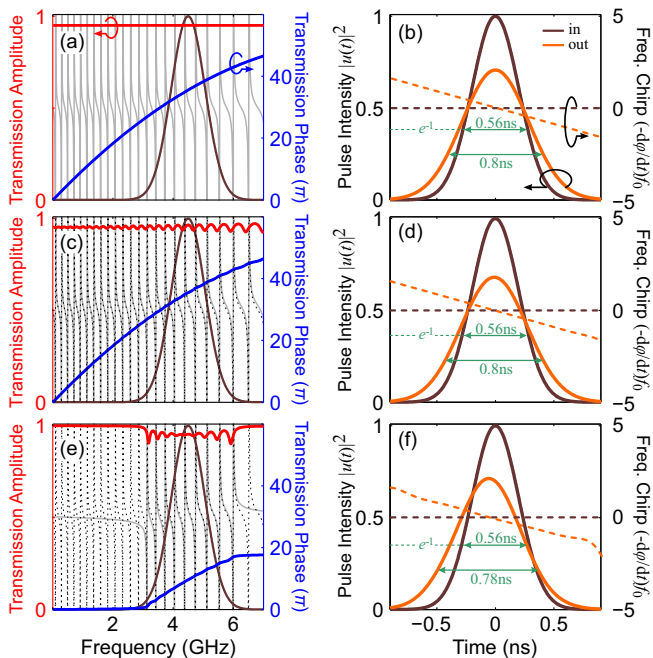 Transmission Amplitude
1
0
(a)
40
20
0
Transmission Phase (π)
Pulse Intensity |u(t)|²
1
0.5
0
(b)
in
out
e⁻¹
0.56ns
0.8ns
5
0
−5
Freq. Chirp (-dφ/dt)f₀
Transmission Amplitude
1
0
(c)
40
20
0
Transmission Phase (π)
Pulse Intensity |u(t)|²
1
0.5
0
(d)
e⁻¹
0.56ns
0.8ns
5
0
−5
Freq. Chirp (-dφ/dt)f₀
Transmission Amplitude
1
0
(e)
40
20
0
Transmission Phase (π)
0 2 4 6
Frequency (GHz)
Pulse Intensity |u(t)|²
1
0.5
0
(f)
e⁻¹
0.56ns
0.78ns
5
0
−5
Freq. Chirp (-dφ/dt)f₀
−0.5 0 0.5
Time (ns)